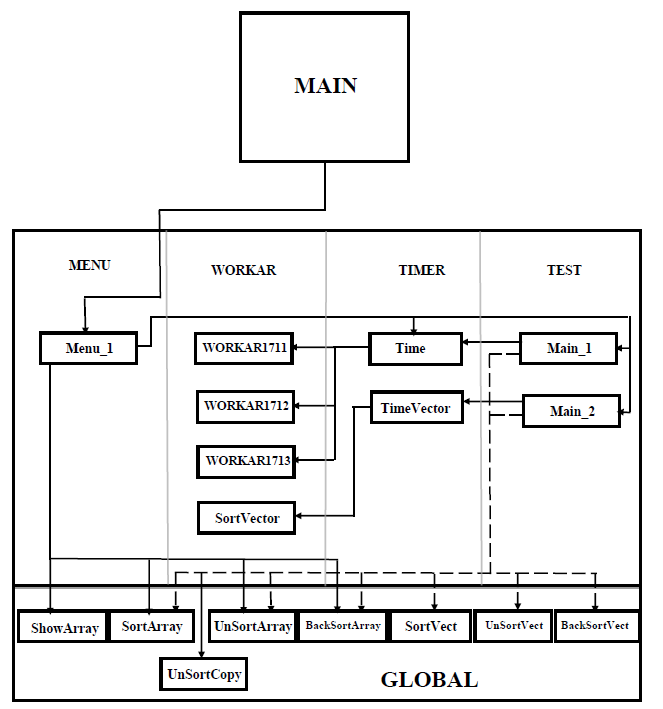 MAIN
MENU
WORKAR
TIMER
TEST
Menu_1
WORKAR1711
Time
Main_1
WORKAR1712
TimeVector
Main_2
WORKAR1713
SortVector
ShowArray
SortArray
UnSortArray
BackSortArray
SortVect
UnSortVect
BackSortVect
UnSortCopy
GLOBAL